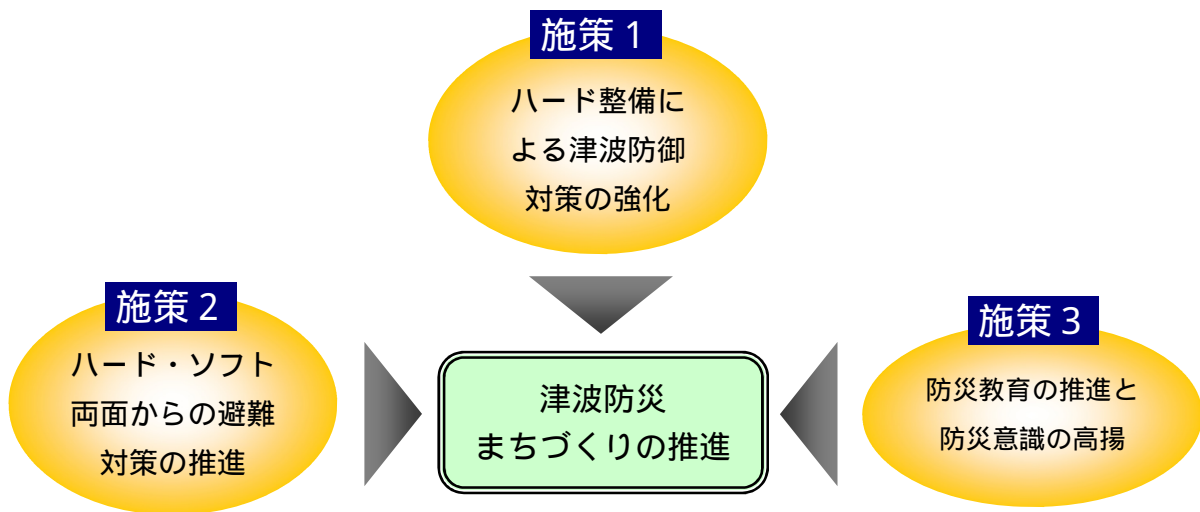 施策 1
ハード整備に
よる津波防御
対策の強化
施策 2
ハード・ソフト
両面からの避難
対策の推進
津波防災
まちづくりの推進
施策 3
防災教育の推進と
防災意識の高揚